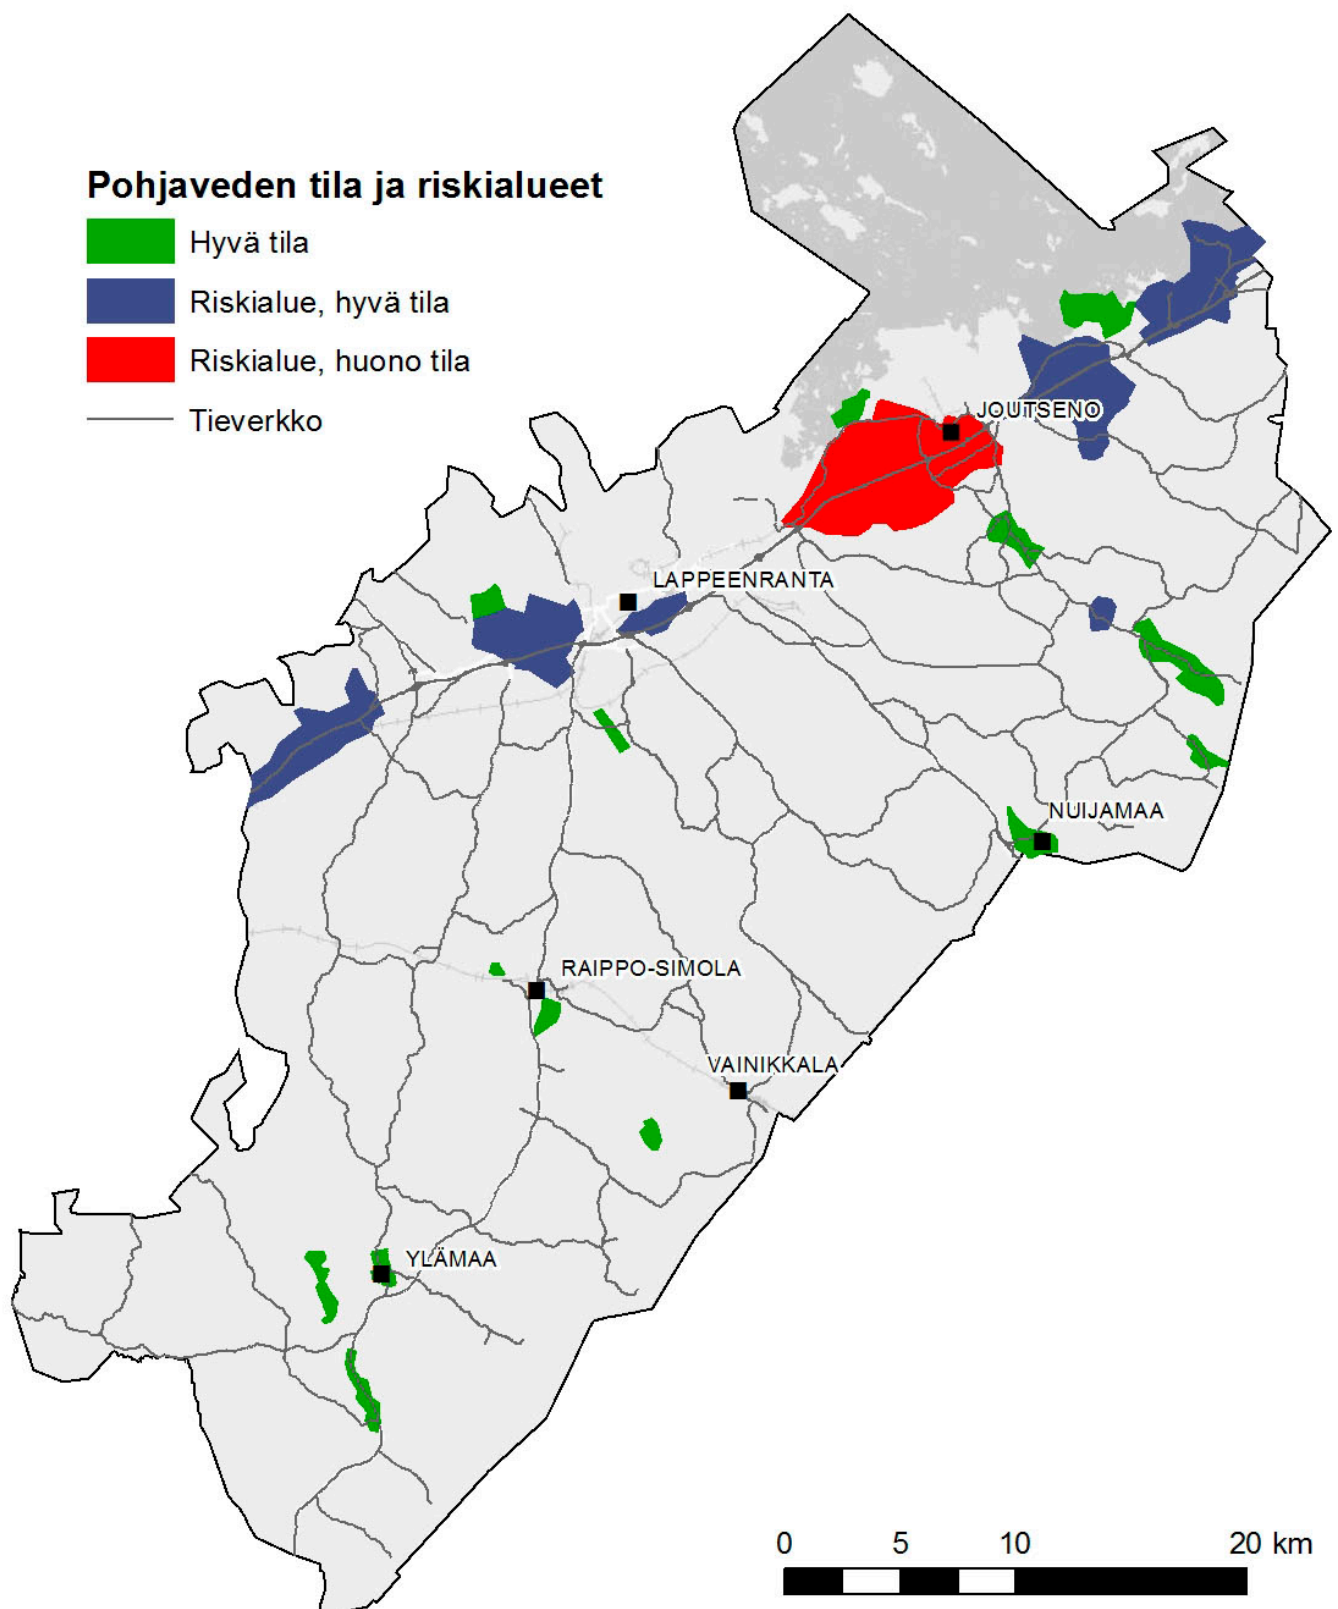 Pohjaveden tila ja riskialueet
Hyvä tila
Riskialue, hyvä tila
Riskialue, huono tila
Tieverkko
JOUTSENO
LAPPEENRANTA
NUIJAMAA
RAIPPO-SIMOLA
VAINIKKALA
YLÄMAA
0 5 10 20 km